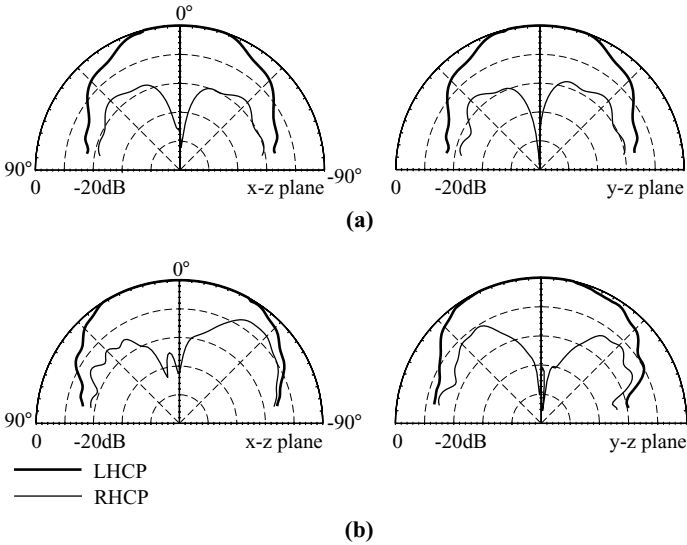 0°
90° -90°
0 -20dB x-z plane 0 -20dB y-z plane
(a)
0°
90° -90°
0 -20dB x-z plane 0 -20dB y-z plane
LHCP
RHCP
(b)